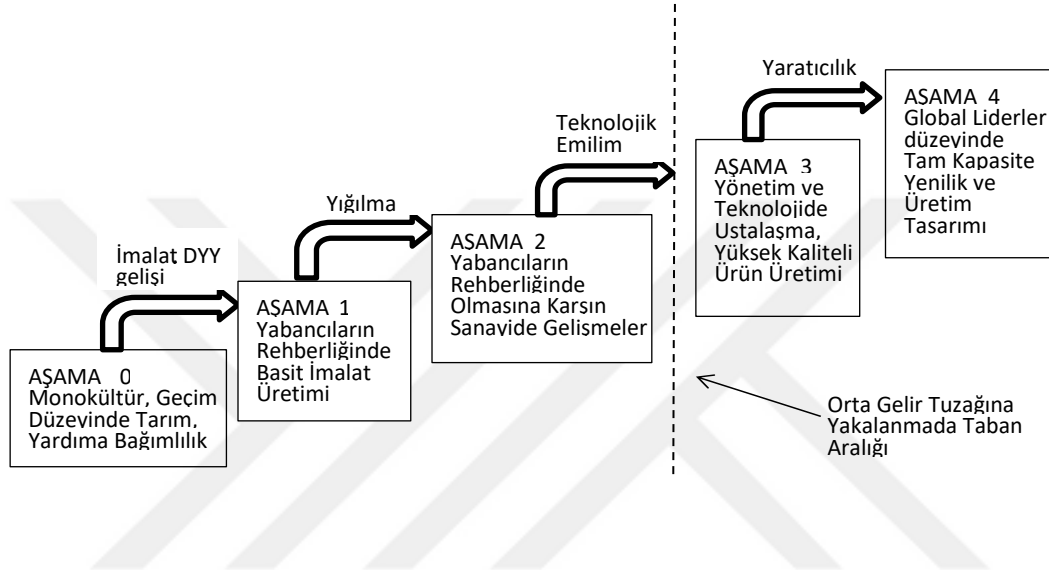 AŞAMA 0
Monokültür, Geçim
Düzeyinde Tarım,
Yardıma Bağımlılık
İmalat DYY
gelişi
AŞAMA 1
Yabancıların
Rehberliğinde
Basit İmalat
Üretimi
Yığılma
AŞAMA 2
Yabancıların
Rehberliğinde
Olmasına Karşın
Sanayide Gelişmeler
Teknolojik
Emilim
AŞAMA 3
Yönetim ve
Teknolojide
Ustalaşma,
Yüksek Kaliteli
Ürün Üretimi
Yaratıcılık
AŞAMA 4
Global Liderler
düzeyinde
Tam Kapasite
Yenilik ve
Üretim
Tasarımı
Orta Gelir Tuzağına
Yakalanmada Taban
Aralığı